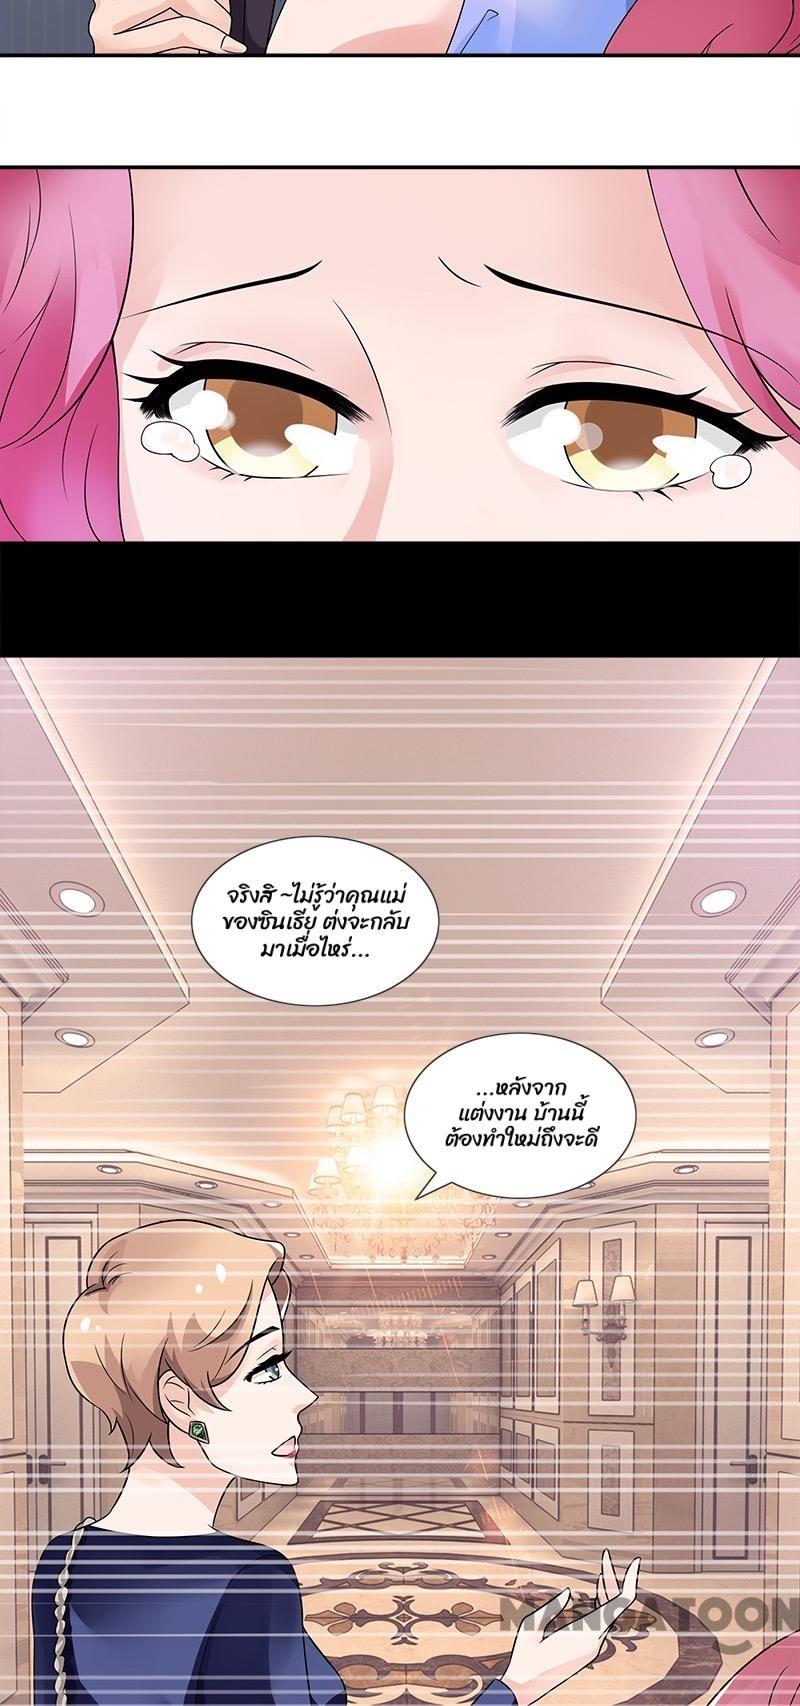 จริงสิ ~ไม่รู้ว่าคุณแม่
ของซินเธีย ต่งจะกลับ
มาเมื่อไหร่...
...หลังจาก
แต่งงาน บ้านนี้
ต้องทำใหม่ถึงจะดี
MANGATOON